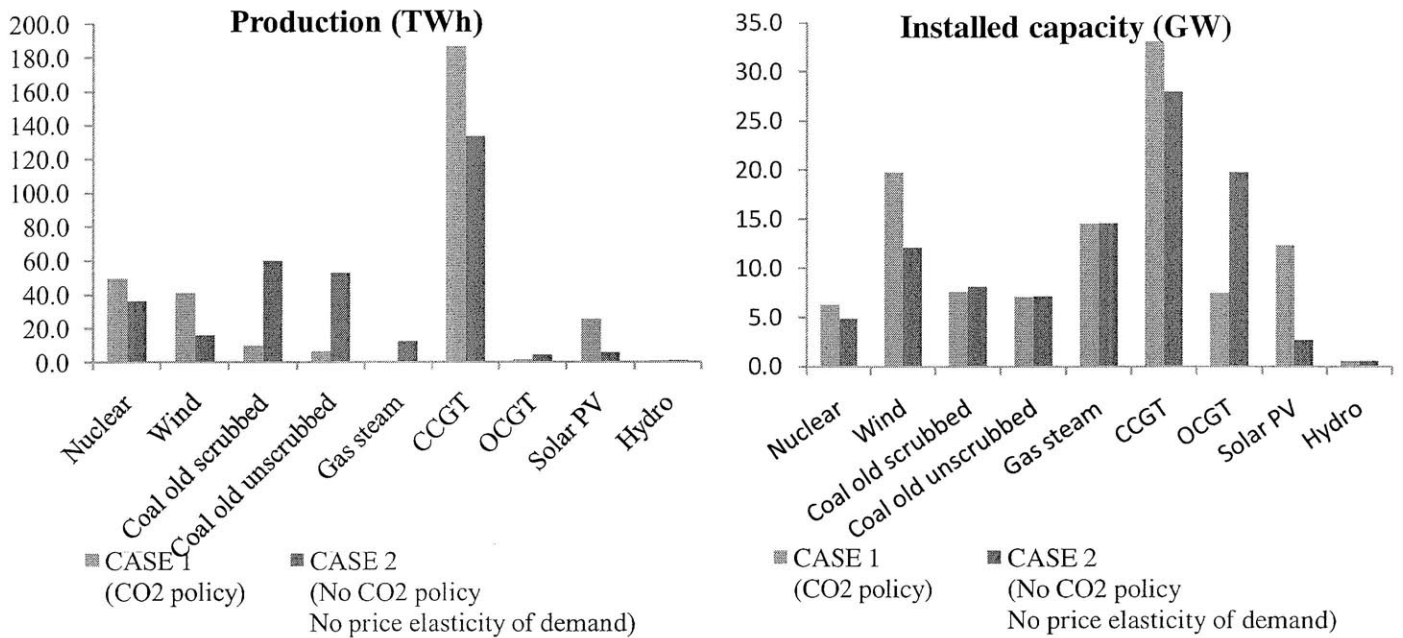 Production (TWh)
200.0
180.0
160.0
140.0
120.0
100.0
80.0
60.0
40.0
20.0
0.0
Nuclear
Wind
Coal old scrubbed
Coal old unscrubbed
Gas steam
CCGT
OCGT
Solar PV
Hydro
CASE 1
(CO2 policy)
CASE 2
(No CO2 policy
No price elasticity of demand)
Installed capacity (GW)
35.0
30.0
25.0
20.0
15.0
10.0
5.0
0.0
Nuclear
Wind
Coal old scrubbed
Coal old unscrubbed
Gas steam
CCGT
OCGT
Solar PV
Hydro
CASE 1
(CO2 policy)
CASE 2
(No CO2 policy
No price elasticity of demand)